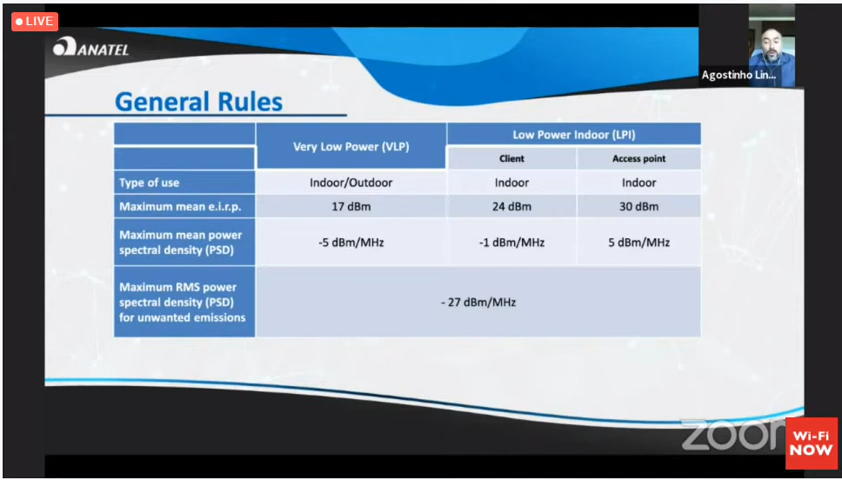 LIVE
ANATEL
Agostinho Lin...
General Rules
Very Low Power (VLP)
Low Power Indoor (LPI)
Client
Access point
Type of use
Indoor/Outdoor
Indoor
Indoor
Maximum mean e.i.r.p.
17 dBm
24 dBm
30 dBm
Maximum mean power
spectral density (PSD)
-5 dBm/MHz
-1 dBm/MHz
5 dBm/MHz
Maximum RMS power
spectral density (PSD)
for unwanted emissions
- 27 dBm/MHz
zoom
Wi-Fi
NOW